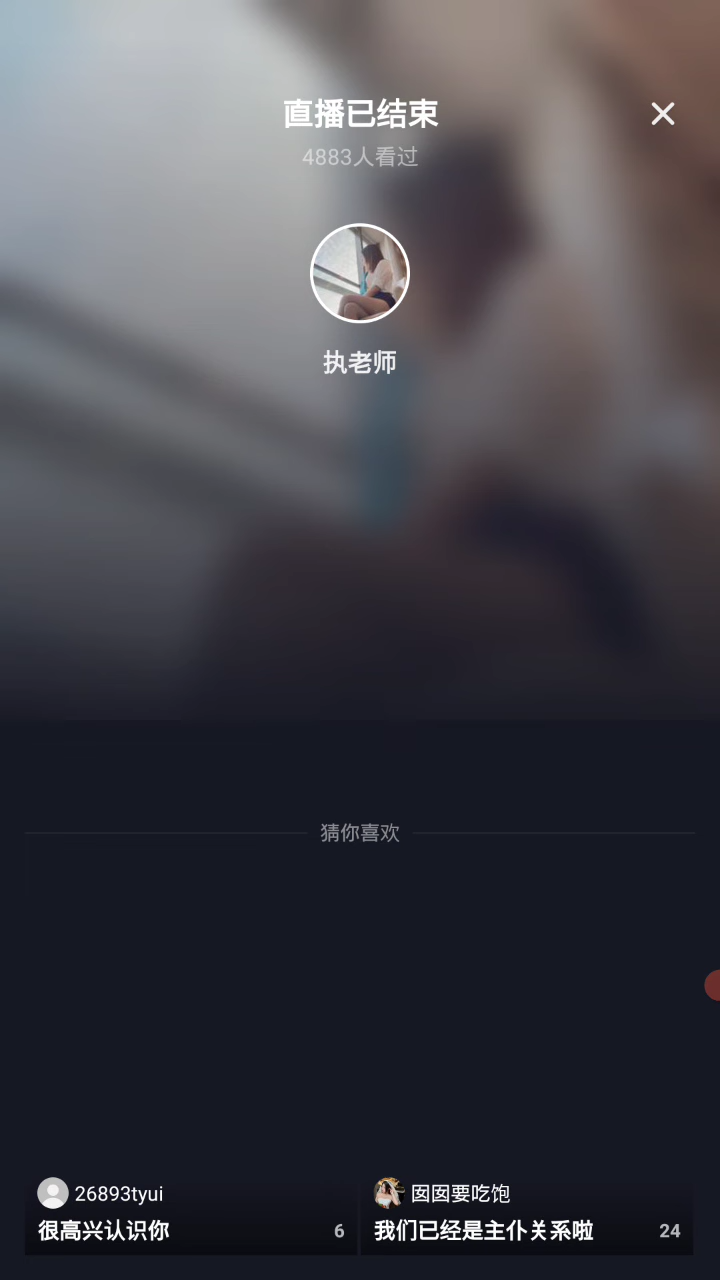 直播已结束
4883人看过
执老师
猜你喜欢
26893tyui
很高兴认识你 6
囡囡要吃饱
我们已经是主仆关系啦 24